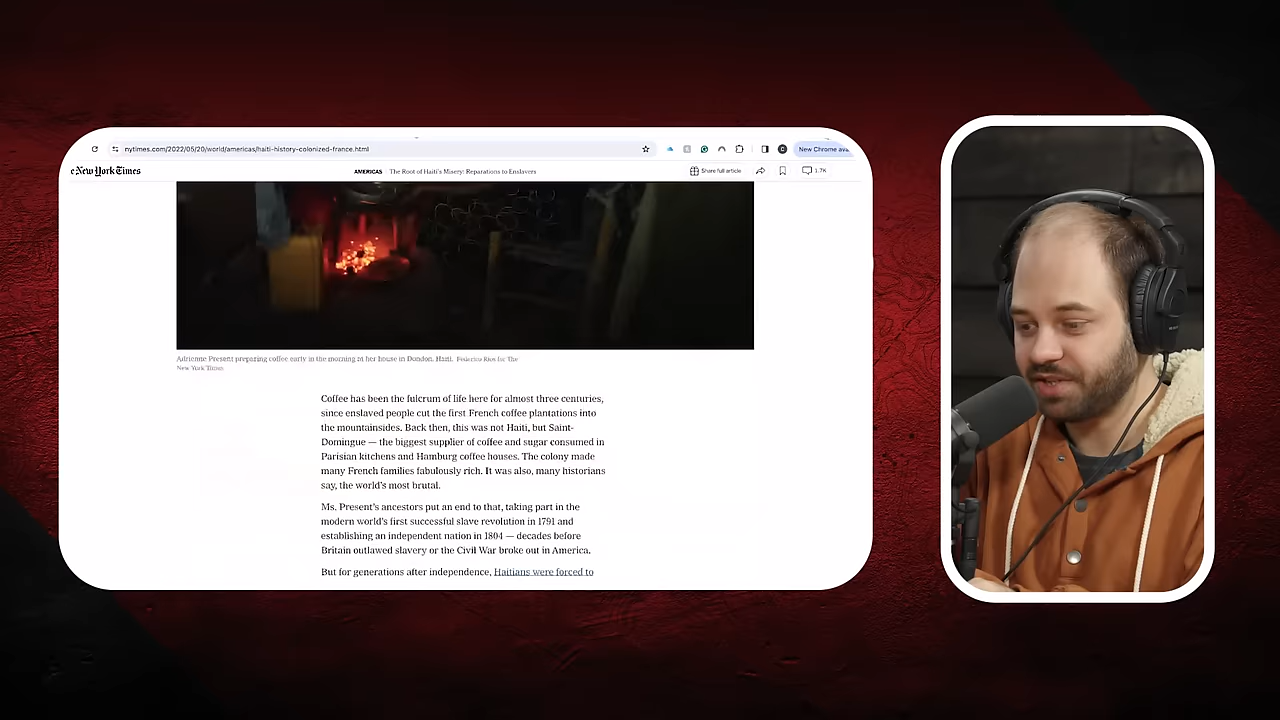 nytimes.com/2022/05/20/world/americas/haiti-history-colonized-france.html
New Chrome ava
e New York Times
AMERICAS
The Root of Haiti's Misery: Reparations to Enslavers
Share full article
1.7K
Adrienne Present preparing coffee early in the morning at her house in Dondon, Haiti. Federico Rios for The
New York Times
Coffee has been the fulcrum of life here for almost three centuries,
since enslaved people cut the first French coffee plantations into
the mountainsides. Back then, this was not Haiti, but Saint-
Domingue — the biggest supplier of coffee and sugar consumed in
Parisian kitchens and Hamburg coffee houses. The colony made
many French families fabulously rich. It was also, many historians
say, the world's most brutal.
Ms. Present's ancestors put an end to that, taking part in the
modern world's first successful slave revolution in 1791 and
establishing an independent nation in 1804 — decades before
Britain outlawed slavery or the Civil War broke out in America.
But for generations after independence, Haitians were forced to